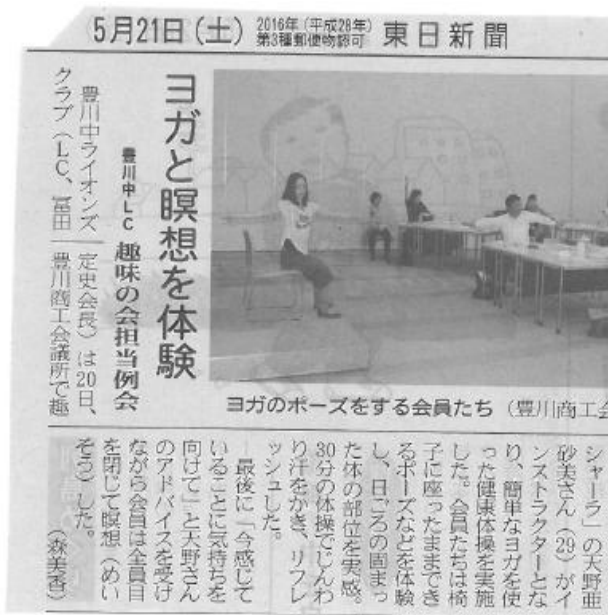 5月21日(土)
2016年(平成28年)
第3種郵便物認可
東日新聞
ヨガと瞑想を体験
豊川中LC 趣味の会担当例会
豊川中ライオンズ
クラブ(LC、冨田
定史会長)は20日、
豊川商工会議所で趣
ヨガのポーズをする会員たち(豊川商工会
シャーラ」の天野亜
砂美さん(29)がイ
ンストラクターとな
り、簡単なヨガを使
った健康体操を実施
した。会員たちは椅
子に座ったままでき
るポーズなどを体験
し、日ごろの固まっ
た体の部位を実感。
30分の体操でじんわ
り汗をかき、リフレ
ッシュした。
最後に「今感じて
いることに気持ちを
向けて」と天野さん
のアドバイスを受け
ながら会員は全員目
を閉じて瞑想(めい
そう)した。
(森美香)